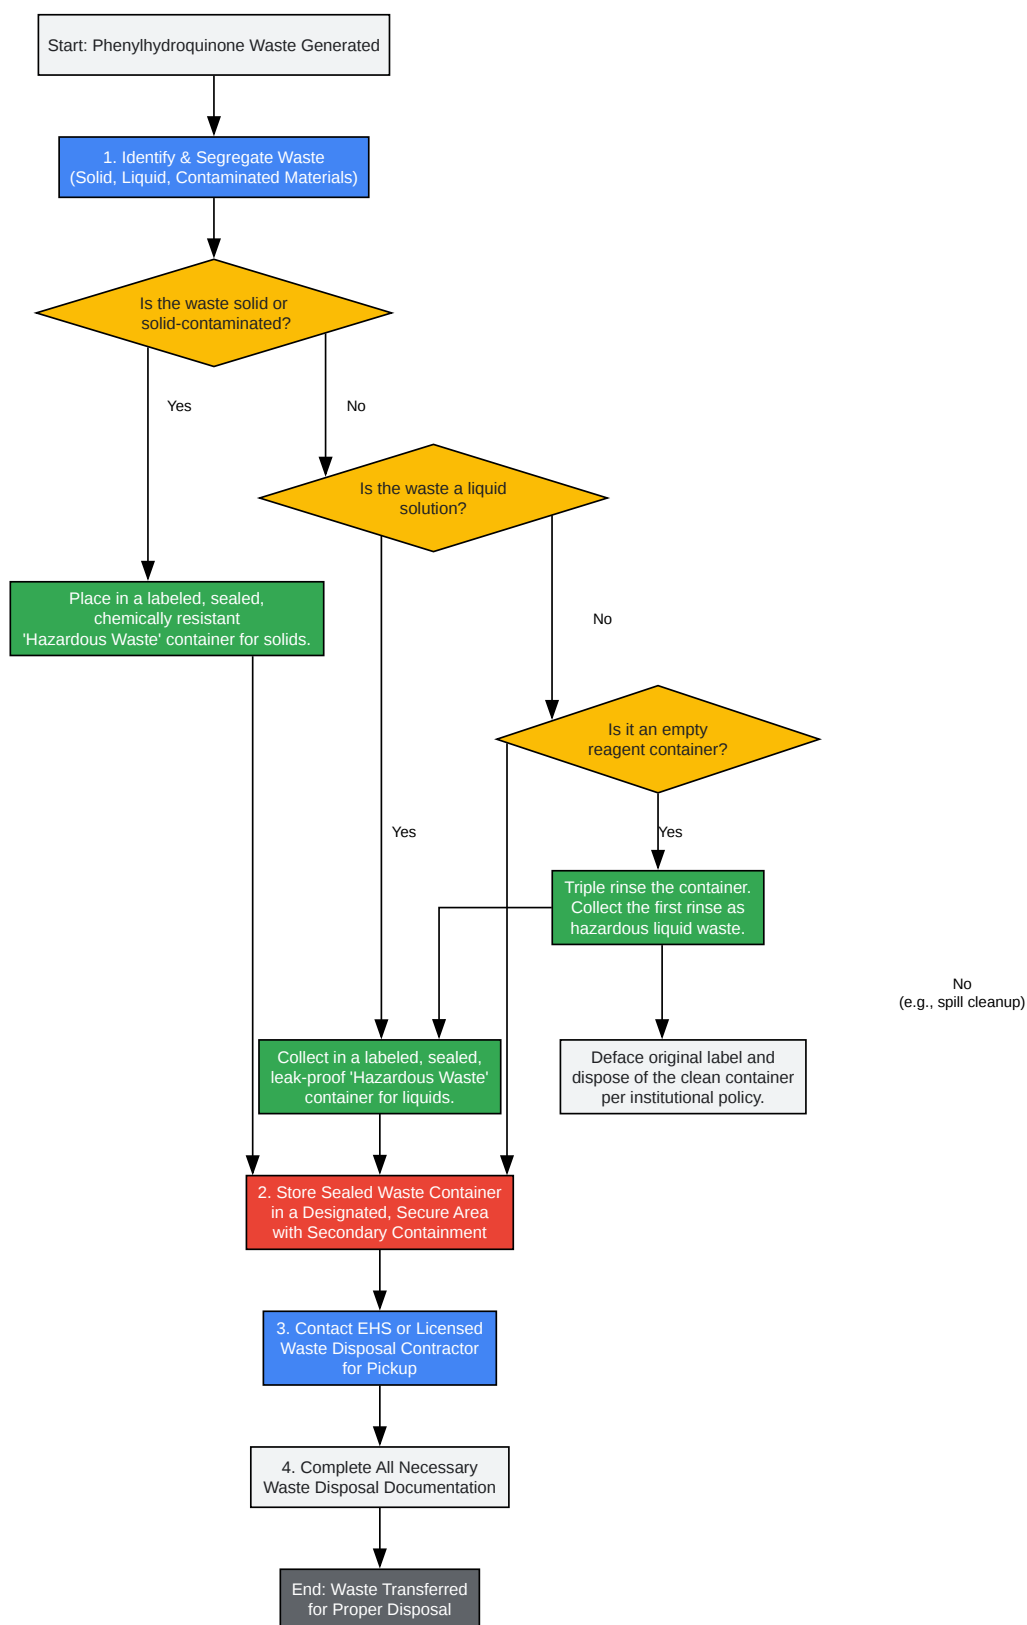 Start: Phenylhydroquinone Waste Generated
1. Identify & Segregate Waste
(Solid, Liquid, Contaminated Materials)
Is the waste solid or
solid-contaminated?
Yes
No
Is the waste a liquid
solution?
Place in a labeled, sealed,
chemically resistant
'Hazardous Waste' container for solids.
No
Is it an empty
reagent container?
Yes
Yes
Triple rinse the container.
Collect the first rinse as
hazardous liquid waste.
No
(e.g., spill cleanup)
Collect in a labeled, sealed,
leak-proof 'Hazardous Waste'
container for liquids.
Deface original label and
dispose of the clean container
per institutional policy.
2. Store Sealed Waste Container
in a Designated, Secure Area
with Secondary Containment
3. Contact EHS or Licensed
Waste Disposal Contractor
for Pickup
4. Complete All Necessary
Waste Disposal Documentation
End: Waste Transferred
for Proper Disposal